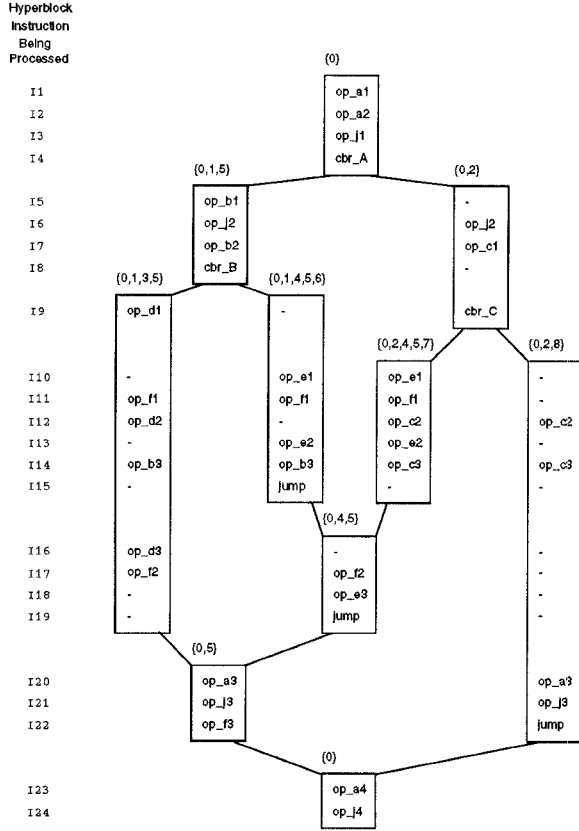 Hyperblock
Instruction
Being
Processed
{0}
I1 op_a1
I2 op_a2
I3 op_j1
I4 cbr_A
{0,1,5} {0,2}
I5 op_b1 -
I6 op_j2 op_j2
I7 op_b2 op_c1
I8 cbr_B -
{0,1,3,5} {0,1,4,5,6}
I9 op_d1 - cbr_C
{0,2,4,5,7} {0,2,8}
I10 - op_e1 op_e1 -
I11 op_f1 op_f1 op_f1 -
I12 op_d2 - op_c2 op_c2
I13 - op_e2 op_e2 -
I14 op_b3 op_b3 op_c3 op_c3
I15 - jump - -
{0,4,5}
I16 op_d3 - -
I17 op_f2 op_f2 -
I18 - op_e3 -
I19 - jump -
{0,5}
I20 op_a3 op_a3
I21 op_j3 op_j3
I22 op_f3 jump
{0}
I23 op_a4
I24 op_j4